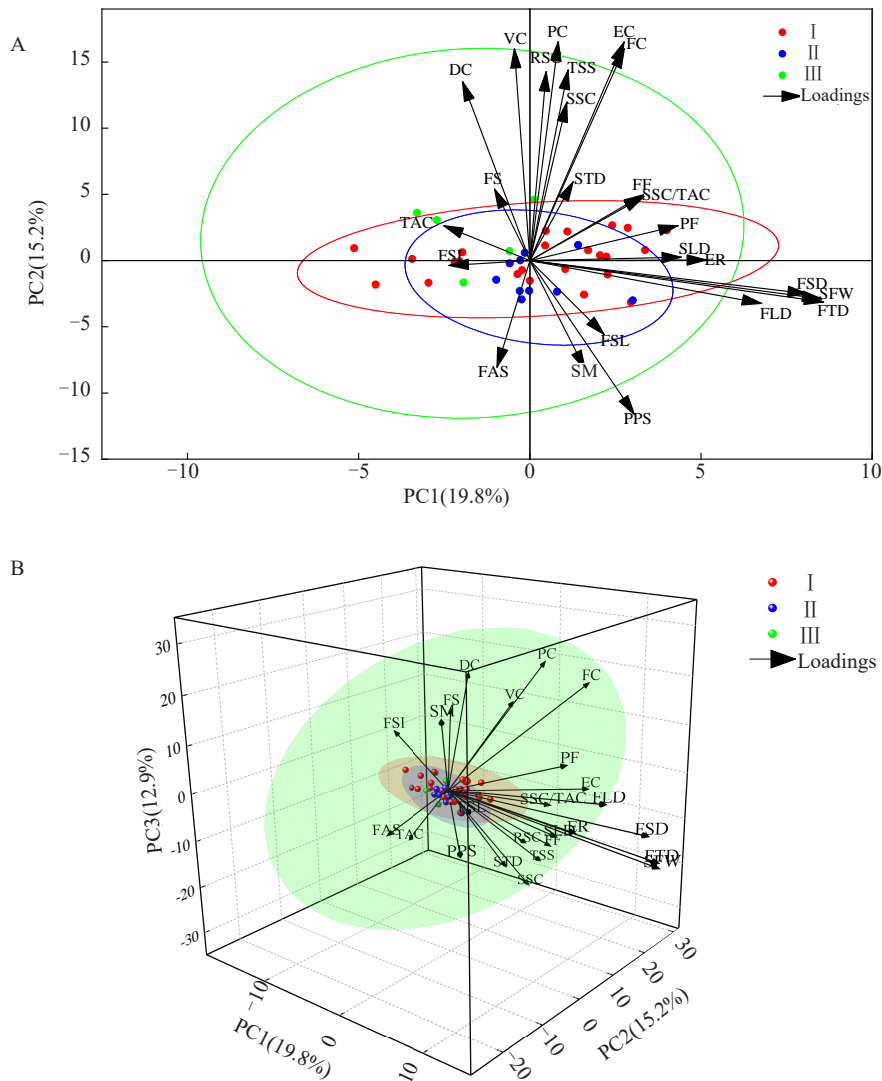 A
I
II
III
Loadings
15
10
5
0
−5
−10
−15
PC2(15.2%)
VC
PC
EC
FC
DC
RSC
TSS
SSC
FS
STD
FF
SSC/TAC
TAC
PF
SLD
FSI
ER
FSD
SFW
FLD
FTD
FSL
FAS
SM
PPS
−10
−5
0
5
10
PC1(19.8%)
B
I
II
III
Loadings
30
20
10
0
-10
-20
-30
PC3(12.9%)
DC
PC
FS
VC
FC
SM
FSI
PF
EC
SSC/TAC
FLD
FAS
TAC
ER
FSD
RSC
FF
PPS
STD
TSS
FTD
SFW
SSC
−10
0
10
PC1(19.8%)
−20
−10
0
10
20
30
PC2(15.2%)